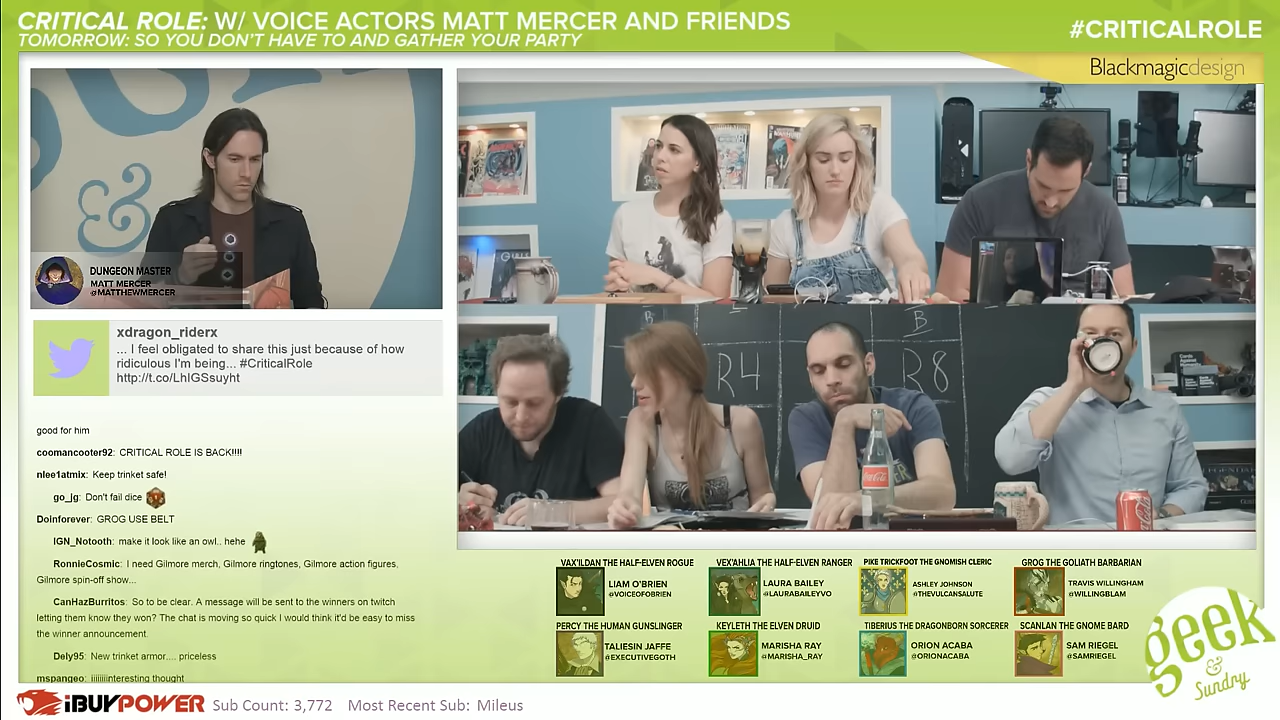 CRITICAL ROLE: W/ VOICE ACTORS MATT MERCER AND FRIENDS
TOMORROW: SO YOU DON'T HAVE TO AND GATHER YOUR PARTY
#CRITICALROLE
Blackmagicdesign
&
DUNGEON MASTER
MATT MERCER
@MATTHEWMERCER
xdragon_riderx
... I feel obligated to share this just because of how
ridiculous I'm being... #CriticalRole
http://t.co/LhIGSsuyht
good for him
coomancooter92: CRITICAL ROLE IS BACK!!!!
nlee1atmix: Keep trinket safe!
go_jg: Don't fail dice
Doinforever: GROG USE BELT
IGN_Notooth: make it look like an owl.. hehe
RonnieCosmic: I need Gilmore merch, Gilmore ringtones, Gilmore action figures,
Gilmore spin-off show...
CanHazBurritos: So to be clear. A message will be sent to the winners on twitch
letting them know they won? The chat is moving so quick I would think it'd be easy to miss
the winner announcement.
Dely95: New trinket armor.... priceless
mspangeo: iiiiiiiinteresting thought
B
B
R4
R8
Coca-Cola
VAX'ILDAN THE HALF-ELVEN ROGUE
LIAM O'BRIEN
@VOICEOFOBRIEN
VEX'AHLIA THE HALF-ELVEN RANGER
LAURA BAILEY
@LAURABAILEYVO
PIKE TRICKFOOT THE GNOMISH CLERIC
ASHLEY JOHNSON
@THEVULCANSALUTE
GROG THE GOLIATH BARBARIAN
TRAVIS WILLINGHAM
@WILLINGBLAM
PERCY THE HUMAN GUNSLINGER
TALIESIN JAFFE
@EXECUTIVEGOTH
KEYLETH THE ELVEN DRUID
MARISHA RAY
@MARISHA_RAY
TIBERIUS THE DRAGONBORN SORCERER
ORION ACABA
@ORIONACABA
SCANLAN THE GNOME BARD
SAM RIEGEL
@SAMRIEGEL
geek
&
Sundry
iBUYPOWER
Sub Count: 3,772 Most Recent Sub: Mileus